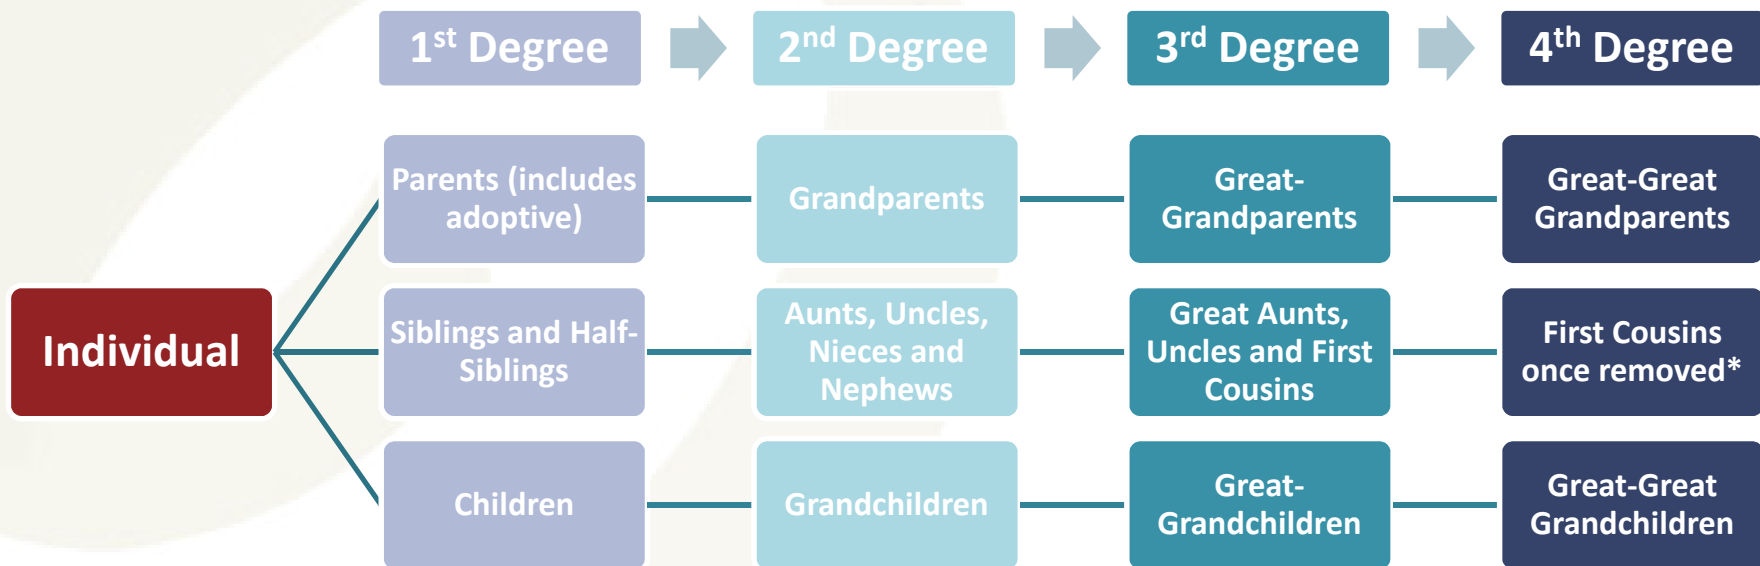 1st Degree
2nd Degree
3rd Degree
4th Degree
Parents (includes
adoptive)
Grandparents
Great-
Grandparents
Great-Great
Grandparents
Individual
Siblings and Half-
Siblings
Aunts, Uncles,
Nieces and
Nephews
Great Aunts,
Uncles and First
Cousins
First Cousins
once removed*
Children
Grandchildren
Great-
Grandchildren
Great-Great
Grandchildren